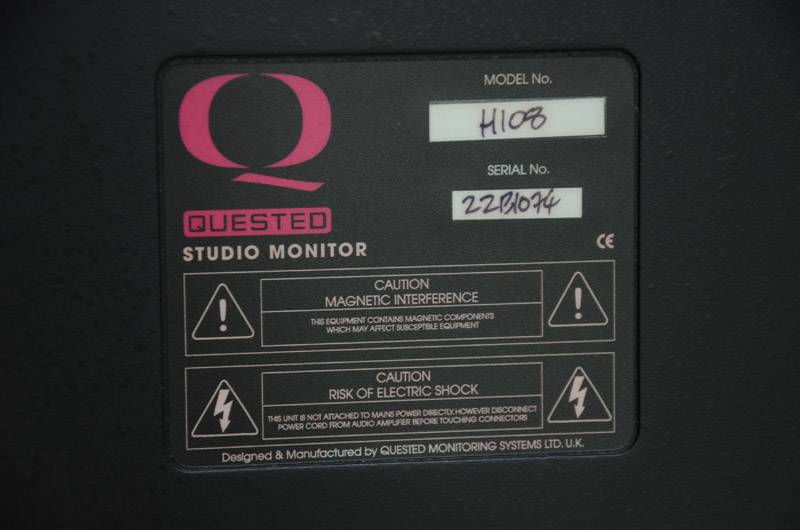 Q
QUESTED
STUDIO MONITOR
MODEL No.
H108
SERIAL No.
22B1074
CE
CAUTION
MAGNETIC INTERFERENCE
THIS EQUIPMENT CONTAINS MAGNETIC COMPONENTS
WHICH MAY AFFECT SUSCEPTIBLE EQUIPMENT
CAUTION
RISK OF ELECTRIC SHOCK
THIS UNIT IS NOT ATTACHED TO MAINS POWER DIRECTLY. HOWEVER DISCONNECT
POWER CORD FROM AUDIO AMPLIFIER BEFORE TOUCHING CONNECTORS
Designed & Manufactured by QUESTED MONITORING SYSTEMS LTD. U.K.